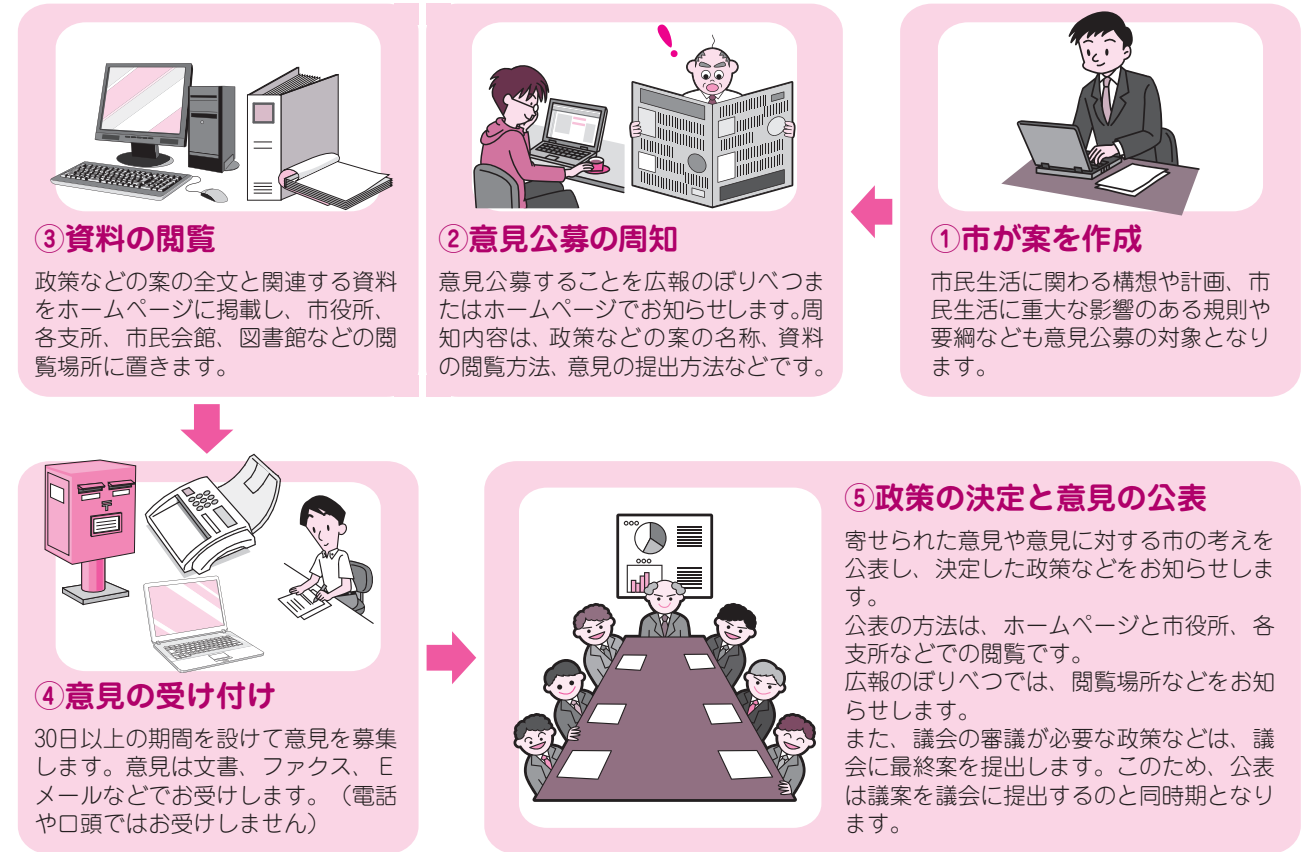 ①市が案を作成
市民生活に関わる構想や計画、市
民生活に重大な影響のある規則や
要綱なども意見公募の対象となり
ます。
②意見公募の周知
意見公募することを広報のぼりべつま
たはホームページでお知らせします。周
知内容は、政策などの案の名称、資料
の閲覧方法、意見の提出方法などです。
③資料の閲覧
政策などの案の全文と関連する資料
をホームページに掲載し、市役所、
各支所、市民会館、図書館などの閲
覧場所に置きます。
④意見の受け付け
30日以上の期間を設けて意見を募集
します。意見は文書、ファクス、Ｅ
メールなどでお受けします。（電話
や口頭ではお受けしません）
⑤政策の決定と意見の公表
寄せられた意見や意見に対する市の考えを
公表し、決定した政策などをお知らせしま
す。
公表の方法は、ホームページと市役所、各
支所などでの閲覧です。
広報のぼりべつでは、閲覧場所などをお知
らせします。
また、議会の審議が必要な政策などは、議
会に最終案を提出します。このため、公表
は議案を議会に提出するのと同時期となり
ます。